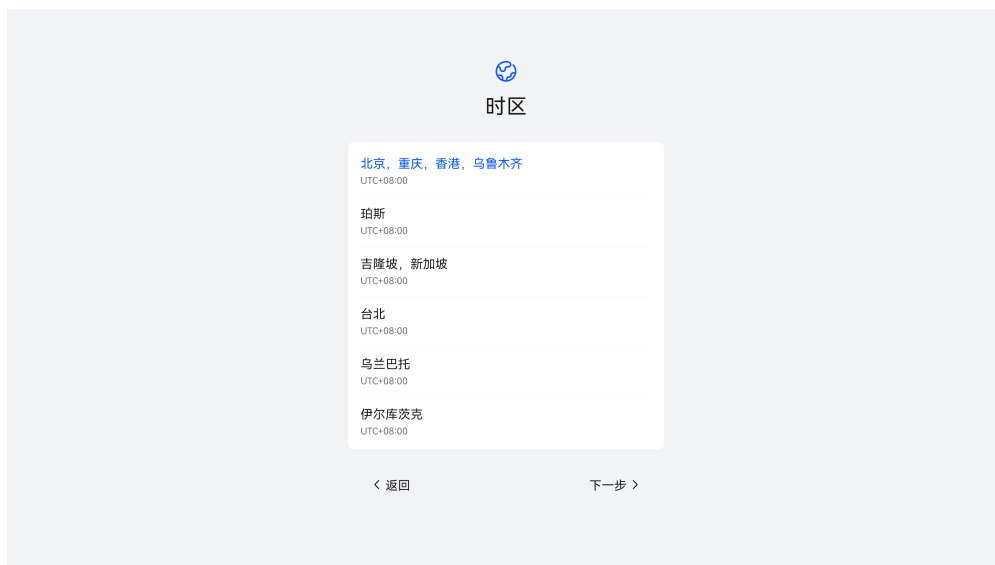 时区
北京，重庆，香港，乌鲁木齐
UTC+08:00
珀斯
UTC+08:00
吉隆坡，新加坡
UTC+08:00
台北
UTC+08:00
乌兰巴托
UTC+08:00
伊尔库茨克
UTC+08:00
返回
下一步